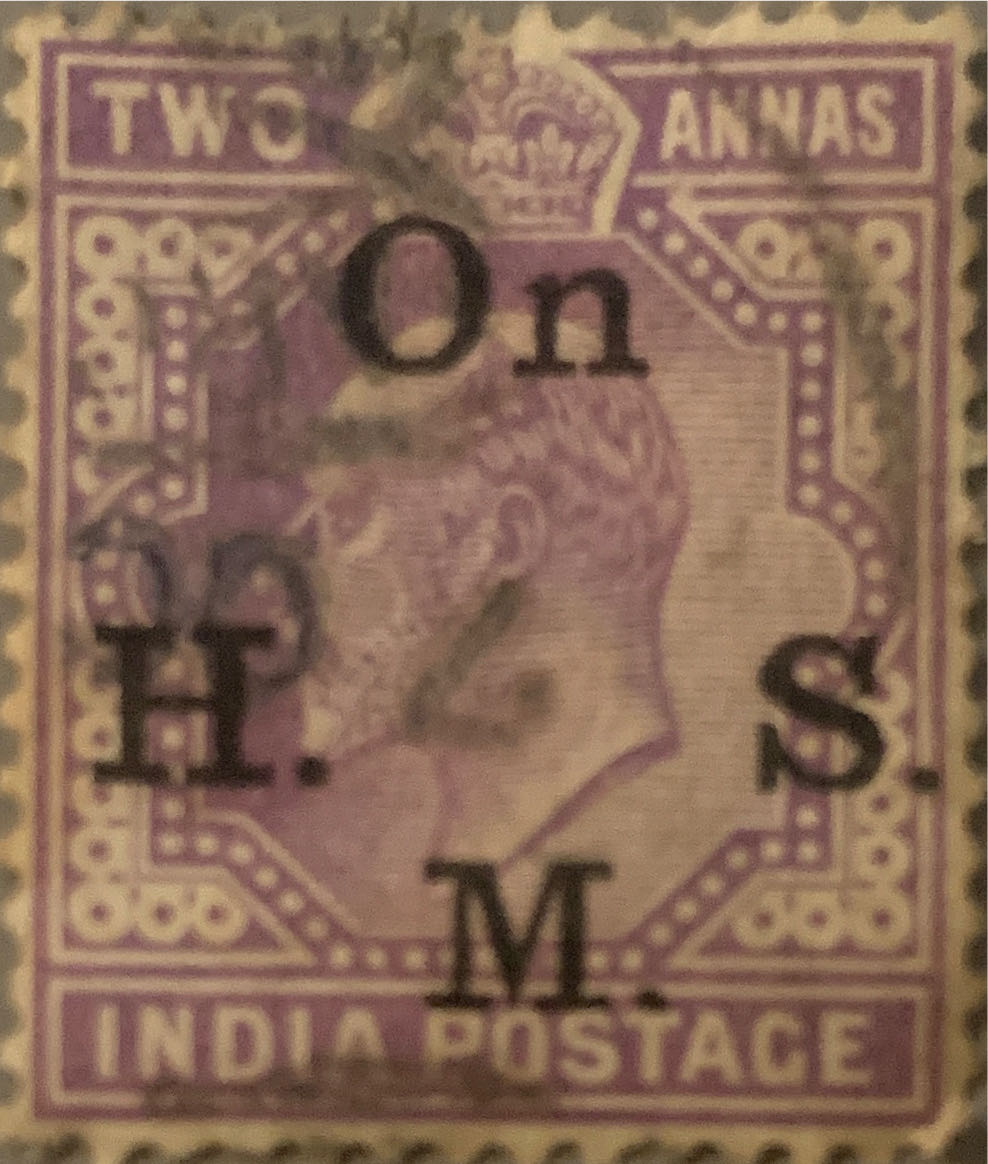 TWO ANNAS
On
H. S.
M.
INDIA POSTAGE